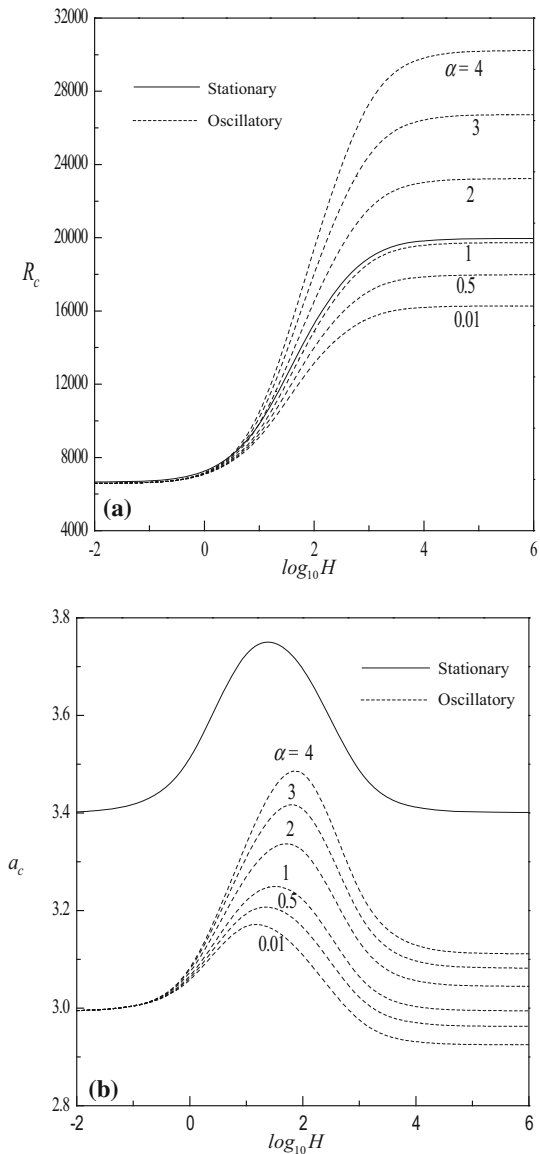 32000
28000
24000
20000
16000
12000
8000
4000
R_c
α = 4
3
2
1
0.5
0.01
Stationary
Oscillatory
(a)
-2 0 2 4 6
log₁₀H
3.8
3.6
3.4
3.2
3.0
2.8
a_c
Stationary
Oscillatory
α = 4
3
2
1
0.5
0.01
(b)
-2 0 2 4 6
log₁₀H